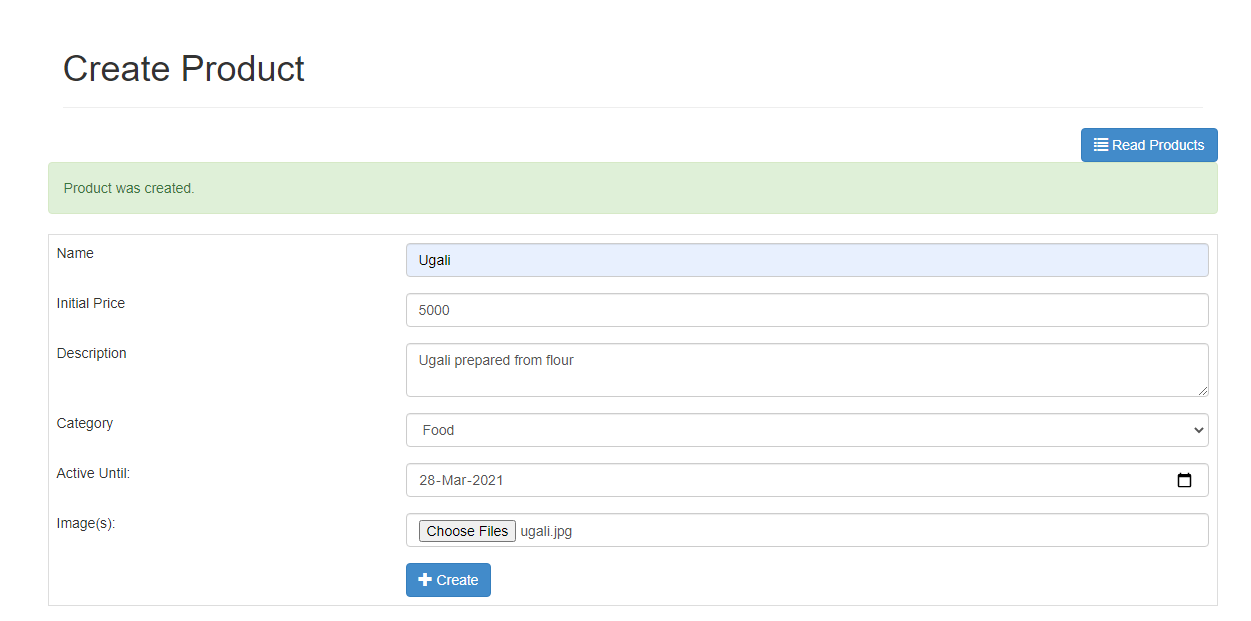 Create Product
Read Products
Product was created.
Name
Ugali
Initial Price
5000
Description
Ugali prepared from flour
Category
Food
Active Until:
28-Mar-2021
Image(s):
Choose Files ugali.jpg
Create